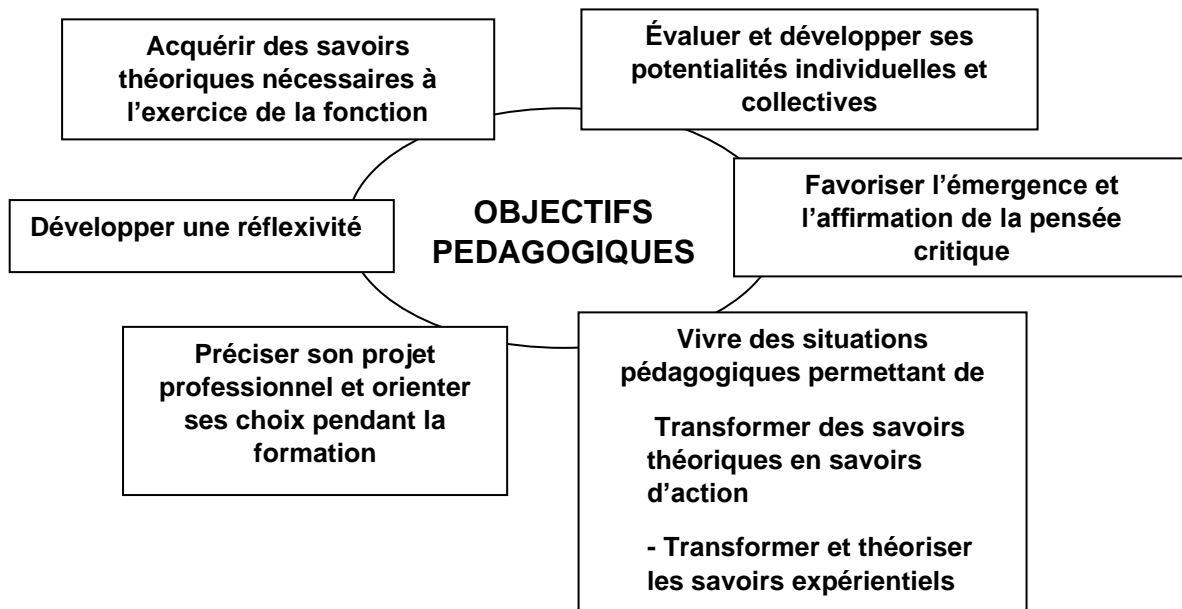 Acquérir des savoirs
théoriques nécessaires à
l’exercice de la fonction
Évaluer et développer ses
potentialités individuelles et
collectives
Développer une réflexivité
OBJECTIFS
PEDAGOGIQUES
Favoriser l’émergence et
l’affirmation de la pensée
critique
Préciser son projet
professionnel et orienter
ses choix pendant la
formation
Vivre des situations
pédagogiques permettant de
Transformer des savoirs
théoriques en savoirs
d’action
- Transformer et théoriser
les savoirs expérientiels